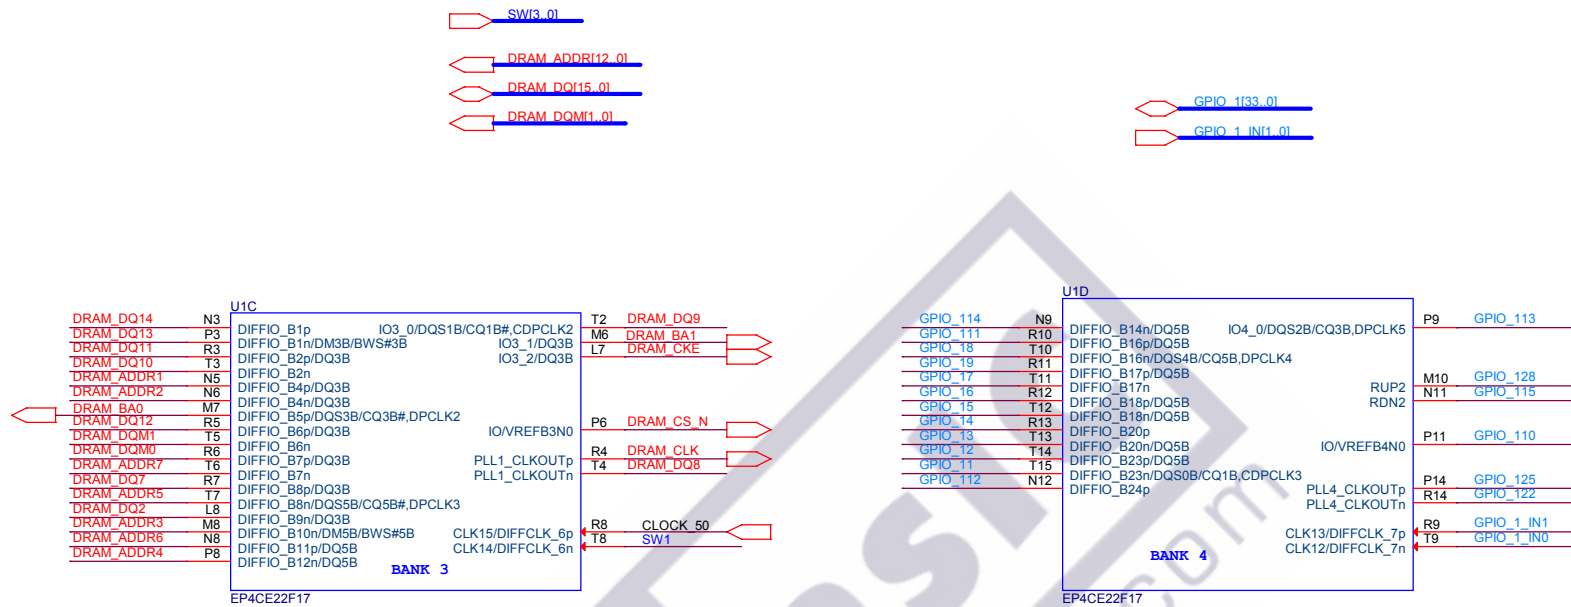 SW[3..0]
DRAM_ADDR[12..0]
DRAM_DQ[15..0]
DRAM_DQM[1..0]
GPIO_1[33..0]
GPIO_1_IN[1..0]
U1C
DRAM_DQ14 N3 DIFFIO_B1p IO3_0/DQS1B/CQ1B#,CDPCLK2 T2 DRAM_DQ9
DRAM_DQ13 P3 DIFFIO_B1n/DM3B/BWS#3B IO3_1/DQ3B M6 DRAM_BA1
DRAM_DQ11 R3 DIFFIO_B2p/DQ3B IO3_2/DQ3B L7 DRAM_CKE
DRAM_DQ10 T3 DIFFIO_B2n
DRAM_ADDR1 N5 DIFFIO_B4p/DQ3B
DRAM_ADDR2 N6 DIFFIO_B4n/DQ3B
DRAM_BA0 M7 DIFFIO_B5p/DQS3B/CQ3B#,DPCLK2
DRAM_DQ12 R5 DIFFIO_B6p/DQ3B IO/VREFB3N0 P6 DRAM_CS_N
DRAM_DQM1 T5 DIFFIO_B6n
DRAM_DQM0 R6 DIFFIO_B7p/DQ3B PLL1_CLKOUTp R4 DRAM_CLK
DRAM_ADDR7 T6 DIFFIO_B7n PLL1_CLKOUTn T4 DRAM_DQ8
DRAM_DQ7 R7 DIFFIO_B8p/DQ3B
DRAM_ADDR5 T7 DIFFIO_B8n/DQS5B/CQ5B#,DPCLK3
DRAM_DQ2 L8 DIFFIO_B9n/DQ3B
DRAM_ADDR3 M8 DIFFIO_B10n/DM5B/BWS#5B CLK15/DIFFCLK_6p R8 CLOCK_50
DRAM_ADDR6 N8 DIFFIO_B11p/DQ5B CLK14/DIFFCLK_6n T8 SW1
DRAM_ADDR4 P8 DIFFIO_B12n/DQ5B
BANK 3
EP4CE22F17
U1D
GPIO_114 N9 DIFFIO_B14n/DQ5B IO4_0/DQS2B/CQ3B,DPCLK5 P9 GPIO_113
GPIO_111 R10 DIFFIO_B16p/DQ5B
GPIO_18 T10 DIFFIO_B16n/DQS4B/CQ5B,DPCLK4
GPIO_19 R11 DIFFIO_B17p/DQ5B
GPIO_17 T11 DIFFIO_B17n RUP2 M10 GPIO_128
GPIO_16 R12 DIFFIO_B18p/DQ5B RDN2 N11 GPIO_115
GPIO_15 T12 DIFFIO_B18n/DQ5B
GPIO_14 R13 DIFFIO_B20p
GPIO_13 T13 DIFFIO_B20n/DQ5B IO/VREFB4N0 P11 GPIO_110
GPIO_12 T14 DIFFIO_B23p/DQ5B
GPIO_11 T15 DIFFIO_B23n/DQS0B/CQ1B,CDPCLK3
GPIO_112 N12 DIFFIO_B24p PLL4_CLKOUTp P14 GPIO_125
PLL4_CLKOUTn R14 GPIO_122
CLK13/DIFFCLK_7p R9 GPIO_1_IN1
CLK12/DIFFCLK_7n T9 GPIO_1_IN0
BANK 4
EP4CE22F17
nsic
com